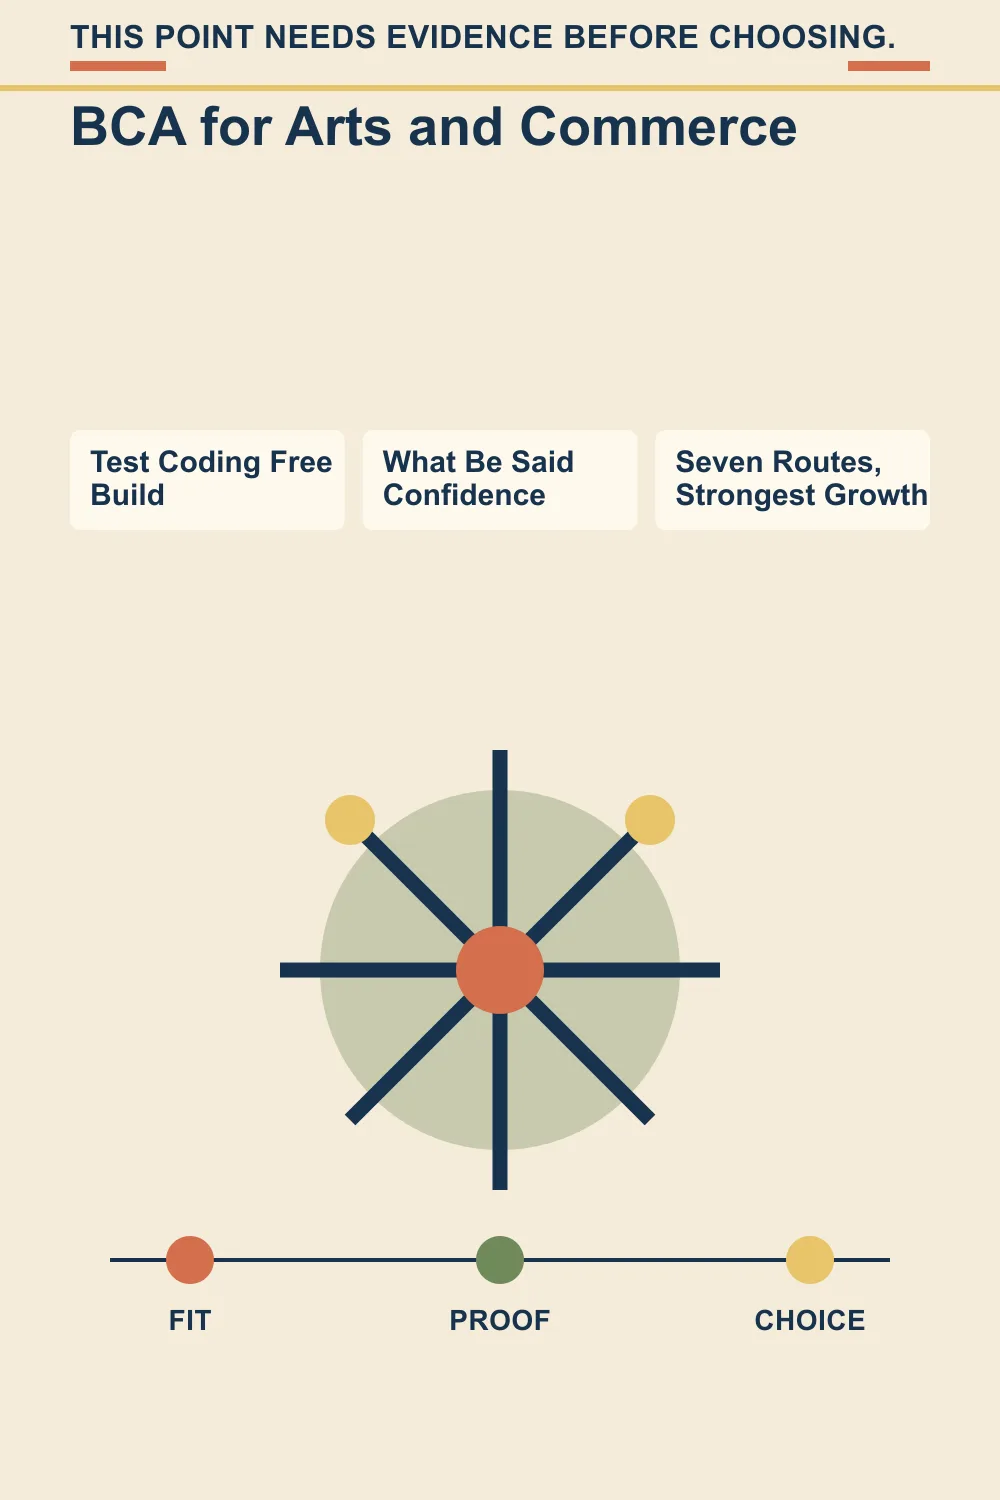 THIS POINT NEEDS EVIDENCE BEFORE CHOOSING.
BCA for Arts and Commerce
Test Coding Free
Build
What Be Said
Confidence
Seven Routes,
Strongest Growth
FIT
PROOF
CHOICE